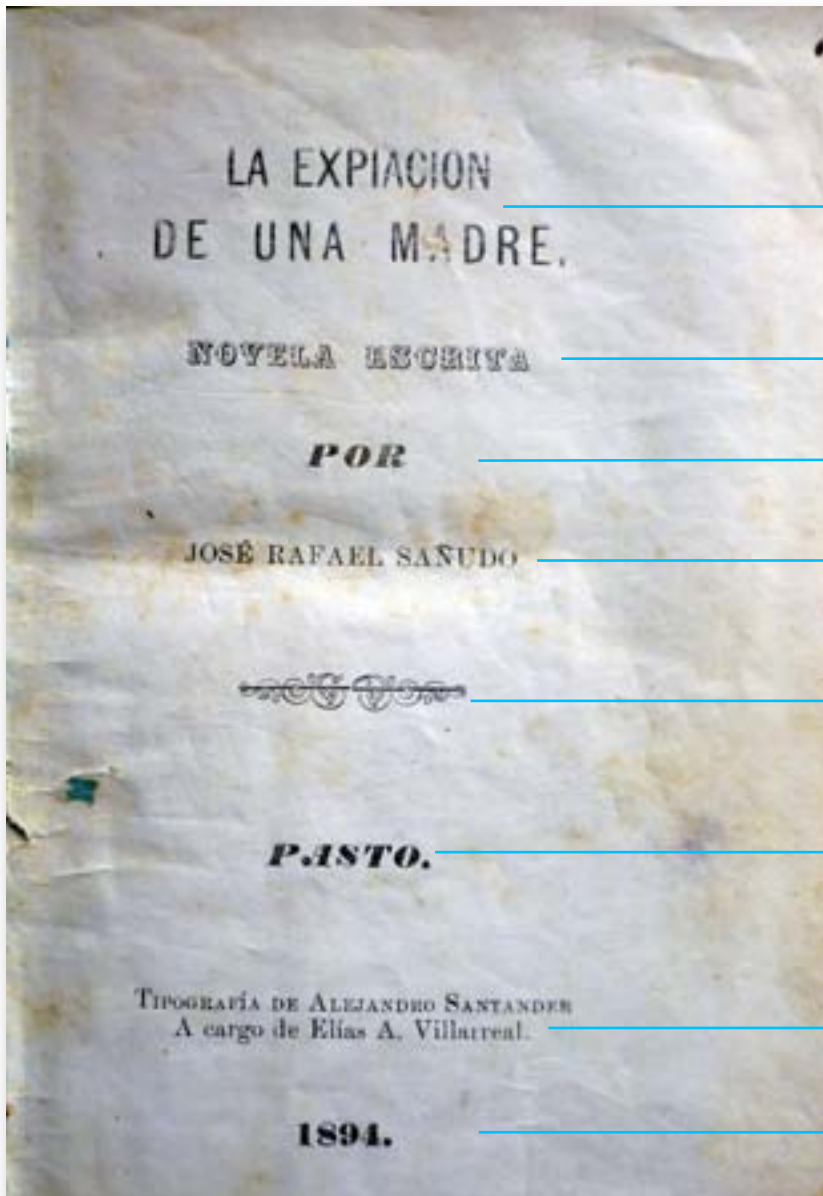 LA EXPIACION
DE UNA MADRE.
NOVELA ESCRITA
POR
JOSÉ RAFAEL SAÑUDO
PASTO.
TIPOGRAFÍA DE ALEJANDRO SANTANDER
A cargo de Elías A. Villarreal.
1894.